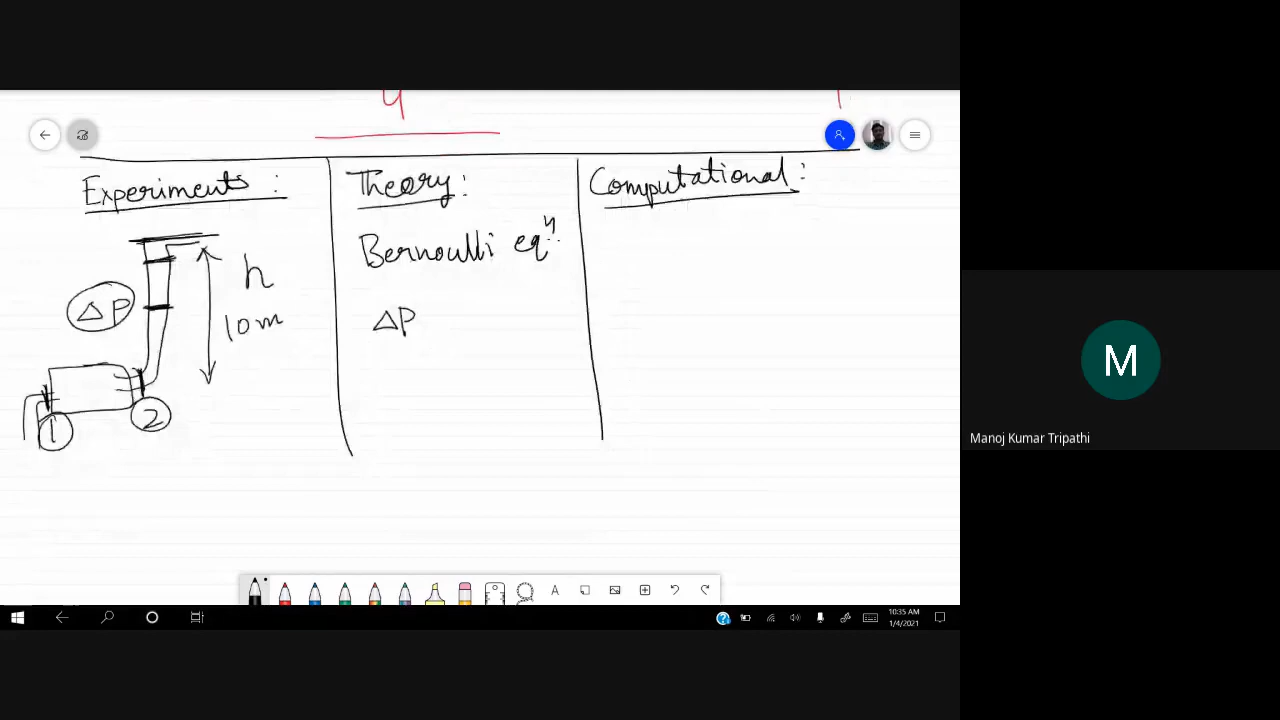 y
Experiments :
Theory :
Computational :
Bernoulli eqⁿ.
h
ΔP
10m
ΔP
1
2
A
10:35 AM
1/4/2021
M
Manoj Kumar Tripathi